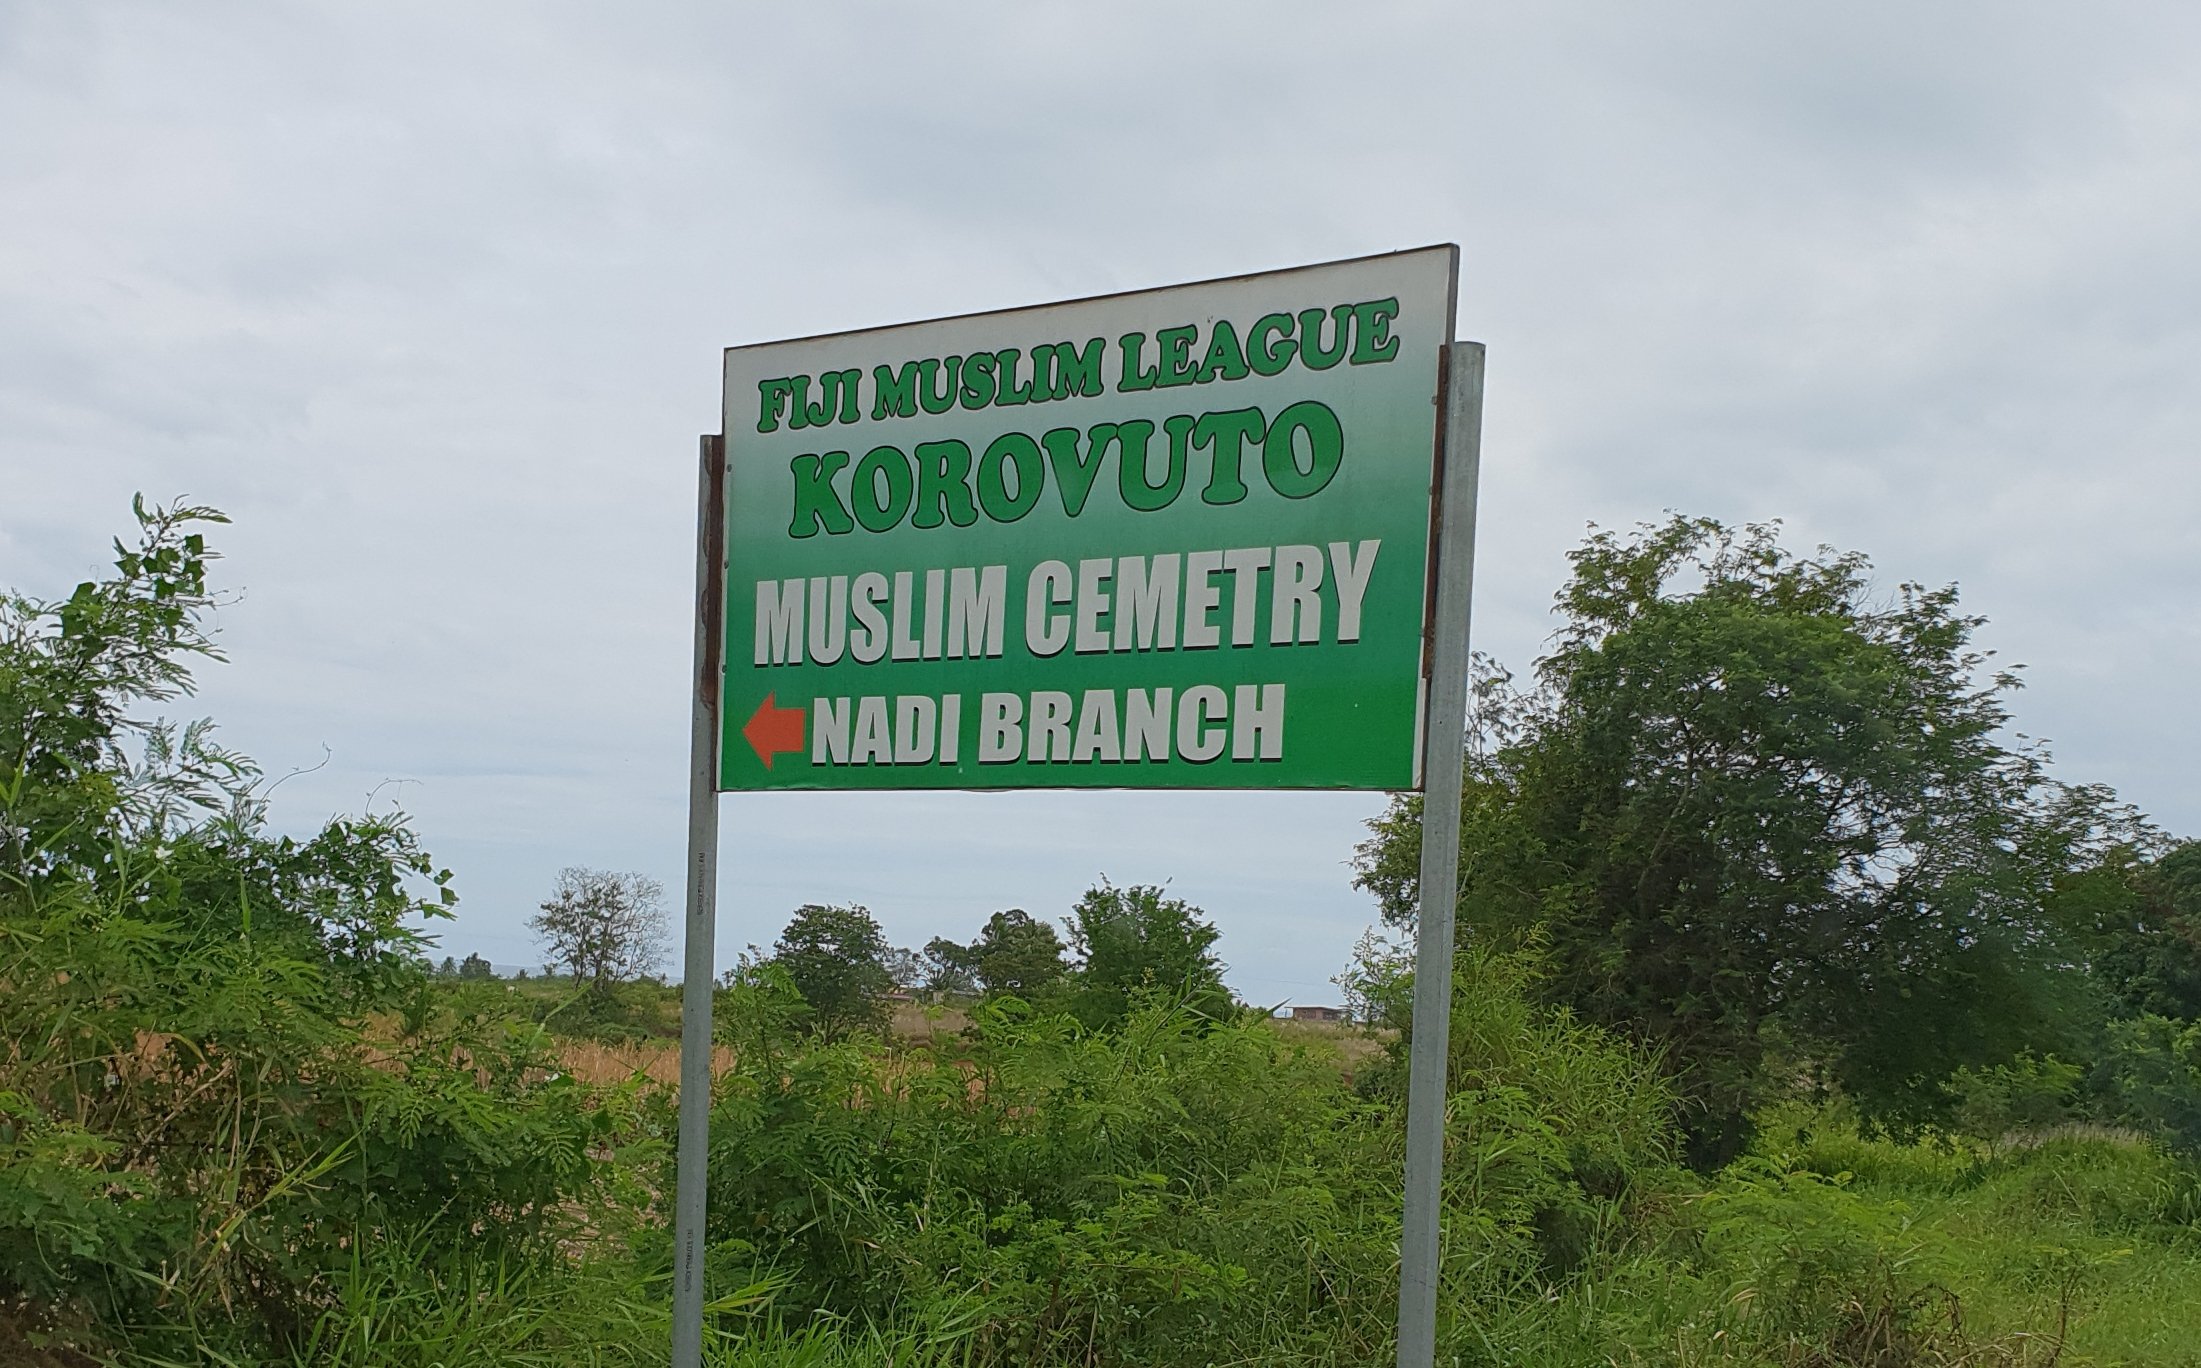 FIJI MUSLIM LEAGUE
KOROVUTO
MUSLIM CEMETRY
NADI BRANCH